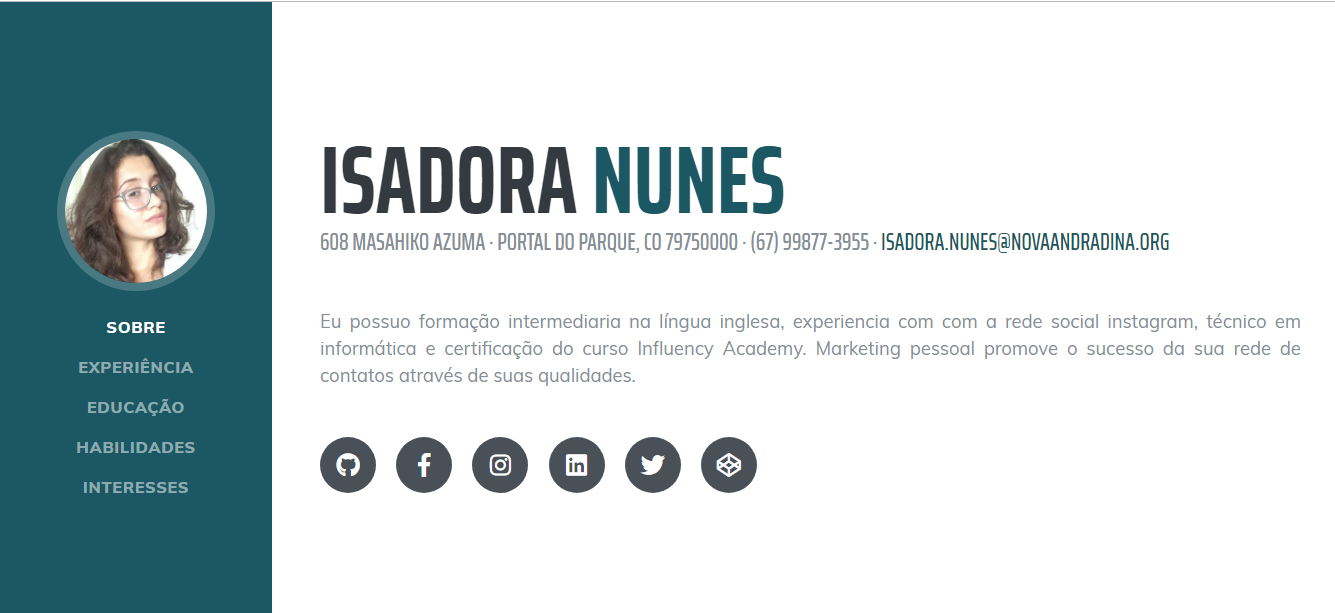 SOBRE
EXPERIÊNCIA
EDUCAÇÃO
HABILIDADES
INTERESSES
ISADORA NUNES
608 MASAHIKO AZUMA · PORTAL DO PARQUE, CO 79750000 · (67) 99877-3955 · ISADORA.NUNES@NOVAANDRADINA.ORG
Eu possuo formação intermediaria na língua inglesa, experiencia com com a rede social instagram, técnico em
informática e certificação do curso Influency Academy. Marketing pessoal promove o sucesso da sua rede de
contatos através de suas qualidades.